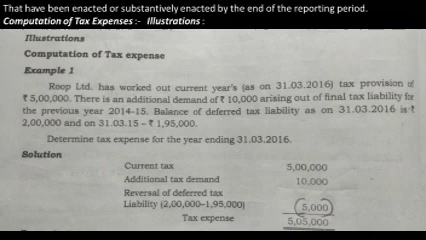 That have been enacted or substantively enacted by the end of the reporting period.
Computation of Tax Expenses :- Illustrations :
Illustrations
Computation of Tax expense
Example 1
Roop Ltd. has worked out current year's (as on 31.03.2016) tax provision of
₹ 5,00,000. There is an additional demand of ₹ 10,000 arising out of final tax liability for
the previous year 2014-15. Balance of deferred tax liability as on 31.03.2016 is ₹
2,00,000 and on 31.03.15 - ₹ 1,95,000.
Determine tax expense for the year ending 31.03.2016.
Solution
Current tax 5,00,000
Additional tax demand 10,000
Reversal of deferred tax
Liability (2,00,000-1,95,000) (5,000)
Tax expense 5,05,000